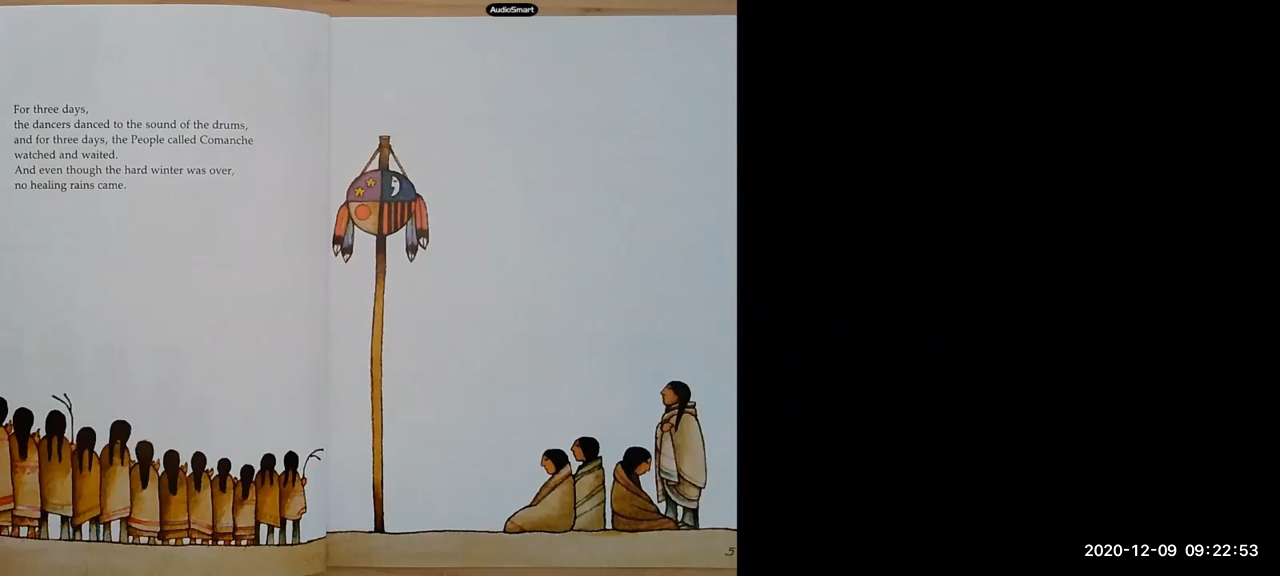 AudioSmart
For three days,
the dancers danced to the sound of the drums,
and for three days, the People called Comanche
watched and waited.
And even though the hard winter was over,
no healing rains came.
5
2020-12-09 09:22:53